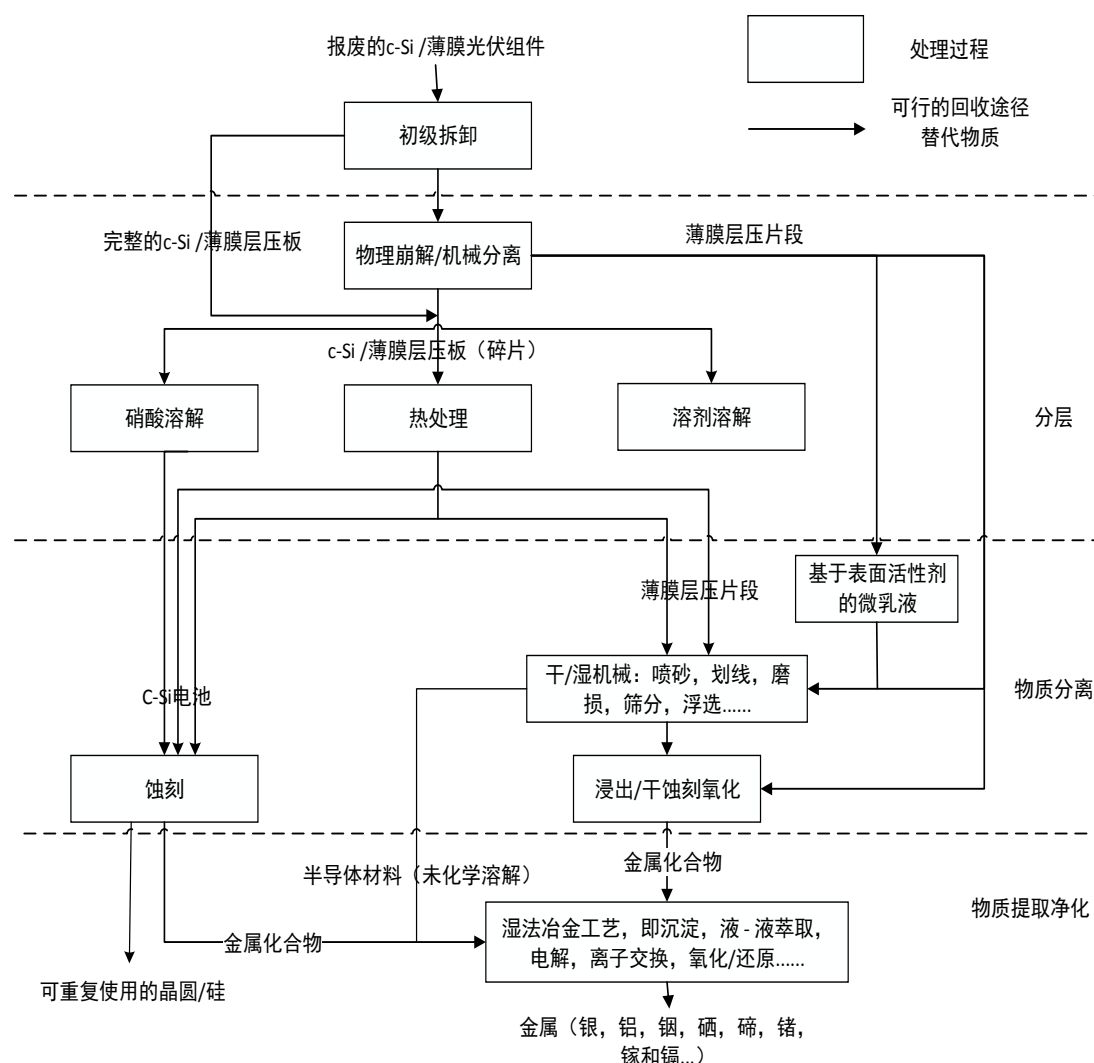 报废的c-Si /薄膜光伏组件
处理过程
可行的回收途径
替代物质
初级拆卸
完整的c-Si /薄膜层压板
物理崩解/机械分离
薄膜层压片段
c-Si /薄膜层压板（碎片）
硝酸溶解
热处理
溶剂溶解
分层
基于表面活性剂
的微乳液
薄膜层压片段
干/湿机械：喷砂，划线，磨
损，筛分，浮选......
物质分离
C-Si电池
蚀刻
浸出/干蚀刻氧化
金属化合物
半导体材料（未化学溶解）
物质提取净化
湿法冶金工艺，即沉淀，液-液萃取，
电解，离子交换，氧化/还原......
金属化合物
可重复使用的晶圆/硅
金属（银，铝，铟，硒，碲，锗，
镓和镉...）